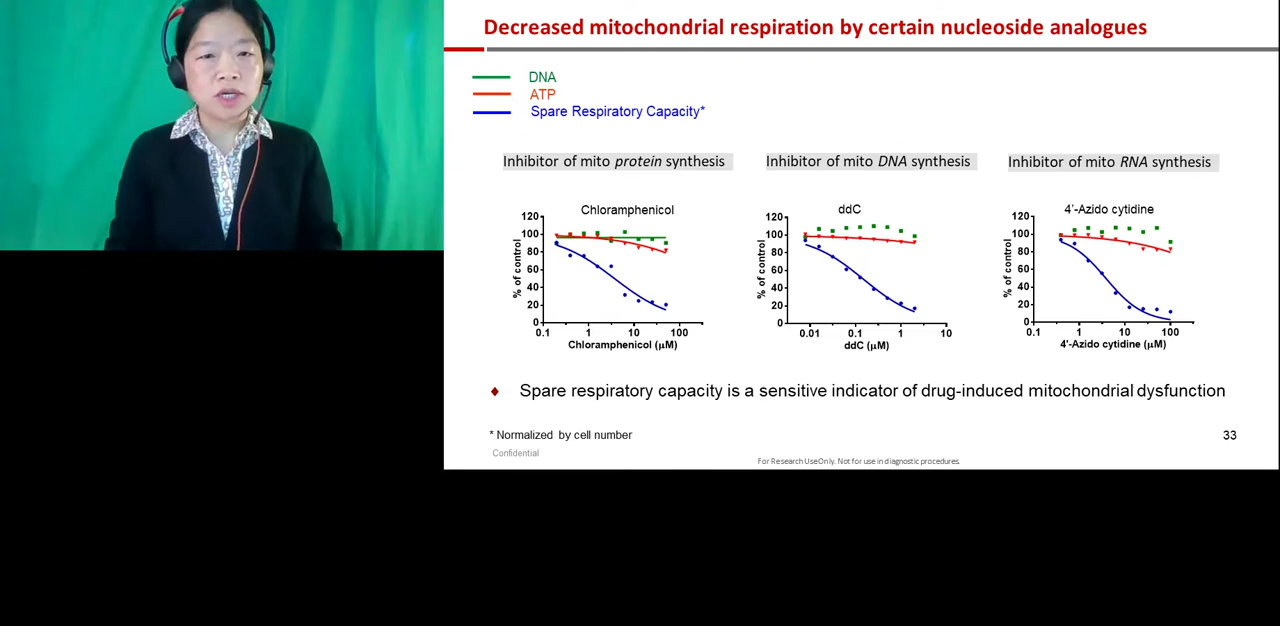 Decreased mitochondrial respiration by certain nucleoside analogues
DNA
ATP
Spare Respiratory Capacity*
Inhibitor of mito protein synthesis
Inhibitor of mito DNA synthesis
Inhibitor of mito RNA synthesis
Chloramphenicol
120
100
80
60
40
20
0
% of control
0.1
1
10
100
Chloramphenicol (µM)
ddC
120
100
80
60
40
20
0
% of control
0.01
0.1
1
10
ddC (µM)
4'-Azido cytidine
120
100
80
60
40
20
0
% of control
0.1
1
10
100
4'-Azido cytidine (µM)
♦ Spare respiratory capacity is a sensitive indicator of drug-induced mitochondrial dysfunction
* Normalized by cell number
33
Confidential
For Research UseOnly. Not for use in diagnostic procedures.